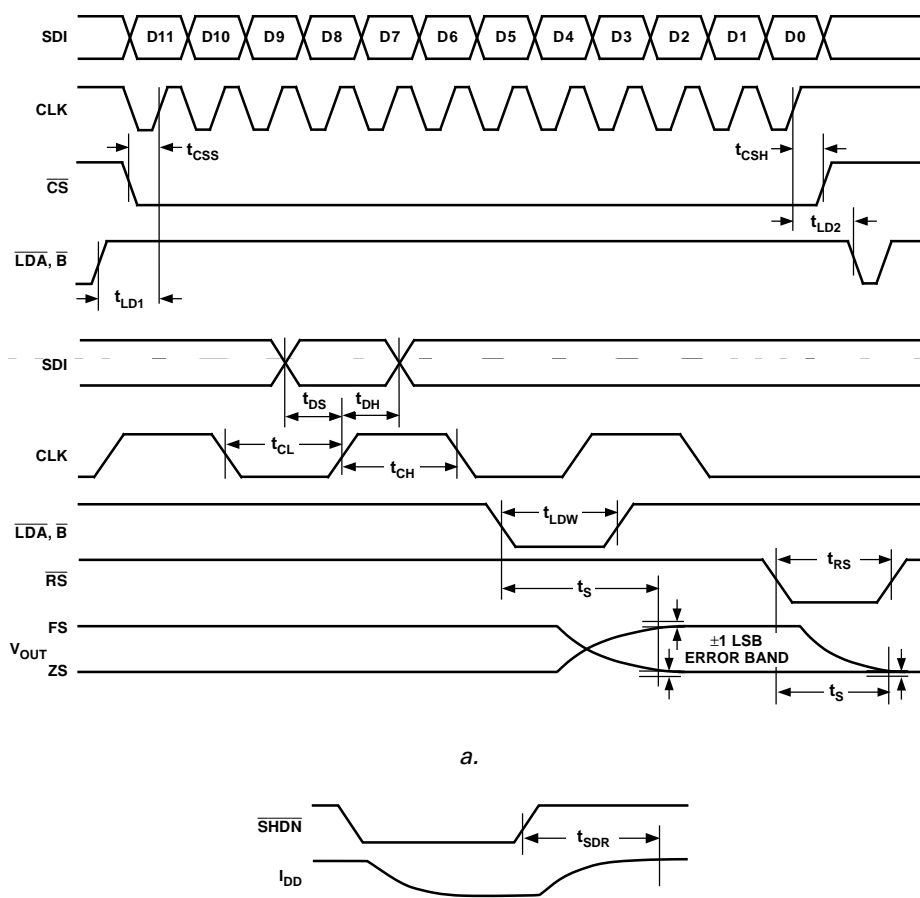 SDI D11 D10 D9 D8 D7 D6 D5 D4 D3 D2 D1 D0
CLK
tCSS tCSH
CS
tLD2
LDA, B
tLD1
SDI
tDS tDH
CLK tCL
tCH
LDA, B tLDW
RS tRS
tS
FS
VOUT ±1 LSB
ERROR BAND
ZS
tS
a.
SHDN
tSDR
IDD